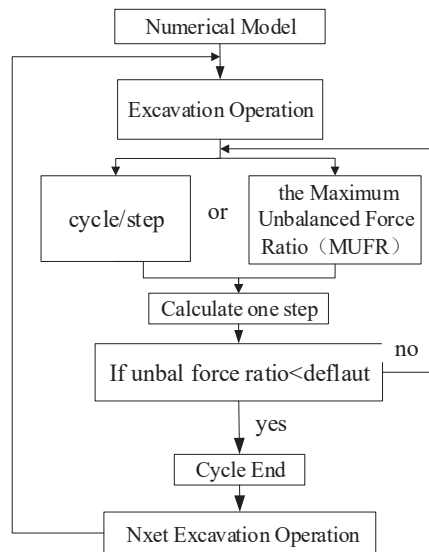 Numerical Model
Excavation Operation
cycle/step
or
the Maximum
Unbalanced Force
Ratio（MUFR）
Calculate one step
If unbal force ratio<deflaut
no
yes
Cycle End
Nxet Excavation Operation